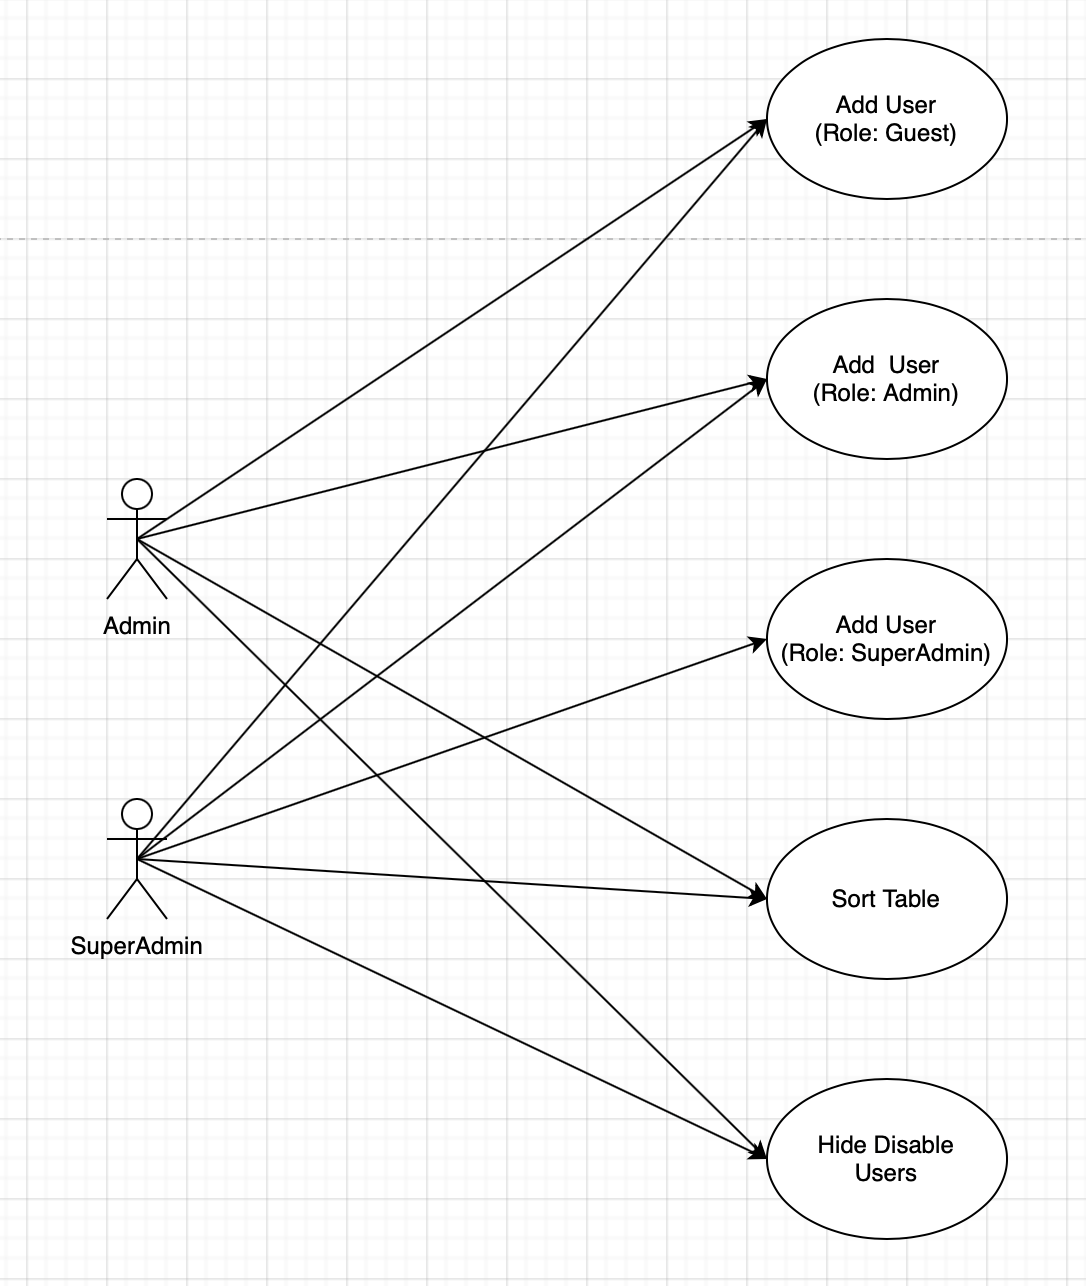 Add User
(Role: Guest)
Add  User
(Role: Admin)
Admin
Add User
(Role: SuperAdmin)
Sort Table
SuperAdmin
Hide Disable
Users